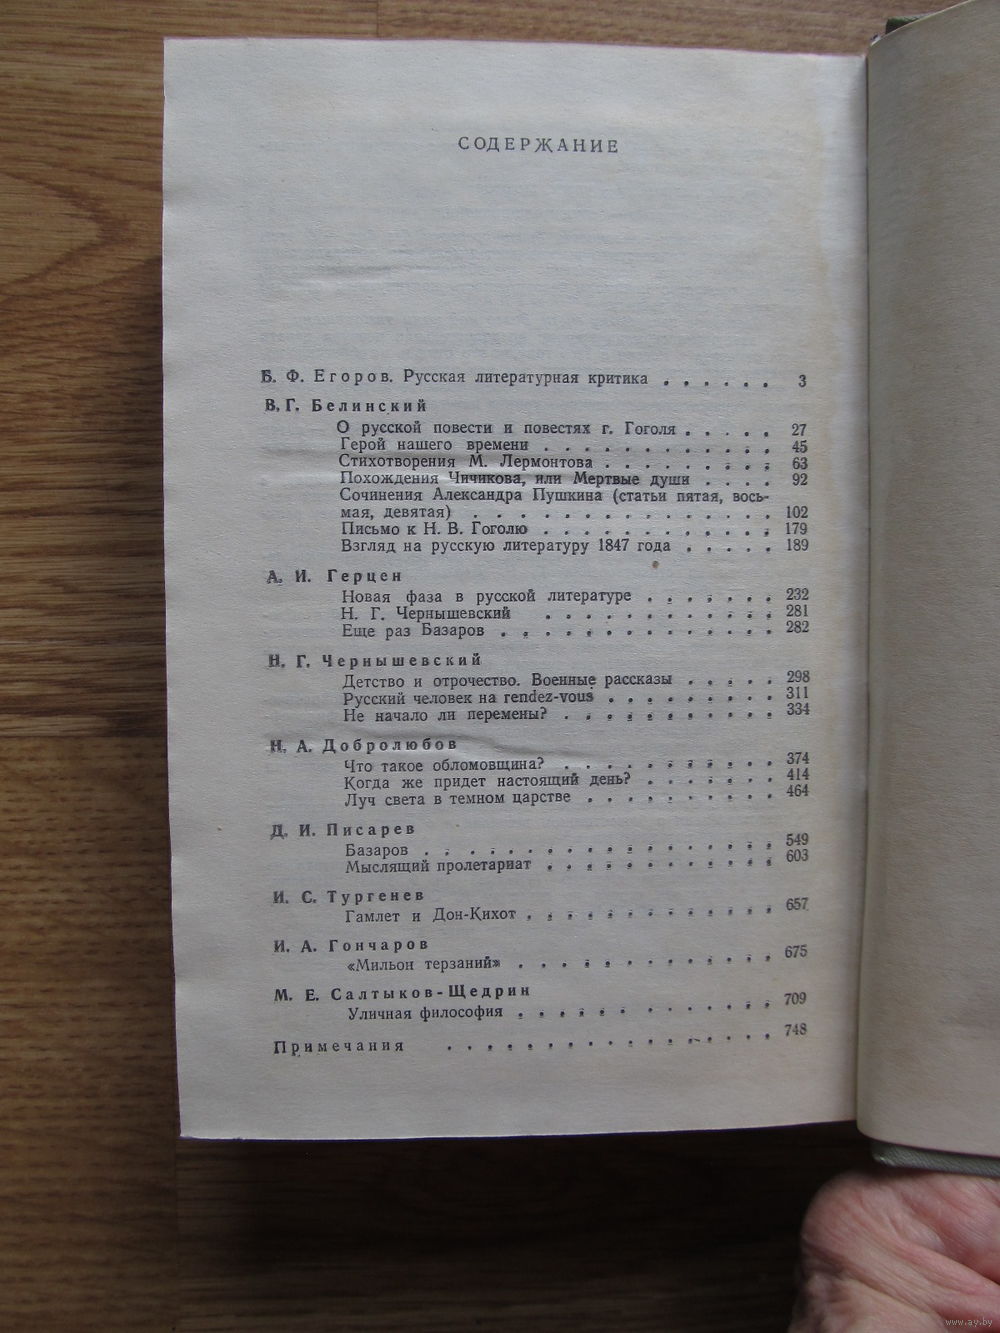 СОДЕРЖАНИЕ
Б. Ф. Егоров. Русская литературная критика . . . . . . 3
В. Г. Белинский
О русской повести и повестях г. Гоголя . . . . . 27
Герой нашего времени . . . . . . . . . . . . 45
Стихотворения М. Лермонтова . . . . . . . . . 63
Похождения Чичикова, или Мертвые души . . . . 92
Сочинения Александра Пушкина (статьи пятая, вось-
мая, девятая) . . . . . . . . . . . . . . . 102
Письмо к Н. В. Гоголю . . . . . . . . . . . . 179
Взгляд на русскую литературу 1847 года . . . . . 189
А. И. Герцен
Новая фаза в русской литературе . . . . . . . 232
Н. Г. Чернышевский . . . . . . . . . . . . 281
Еще раз Базаров . . . . . . . . . . . . . . 282
Н. Г. Чернышевский
Детство и отрочество. Военные рассказы . . . . . 298
Русский человек на rendez-vous . . . . . . . . . 311
Не начало ли перемены? . . . . . . . . . . . 334
Н. А. Добролюбов
Что такое обломовщина? . . . . . . . . . . . 374
Когда же придет настоящий день? . . . . . . . 414
Луч света в темном царстве . . . . . . . . . . 464
Д. И. Писарев
Базаров . . . . . . . . . . . . . . . . . . 549
Мыслящий пролетариат . . . . . . . . . . . . 603
И. С. Тургенев
Гамлет и Дон-Кихот . . . . . . . . . . . . . 657
И. А. Гончаров
«Мильон терзаний» . . . . . . . . . . . . . 675
М. Е. Салтыков-Щедрин
Уличная философия . . . . . . . . . . . . . 709
Примечания . . . . . . . . . . . . . . . . . 748
www.ay.by